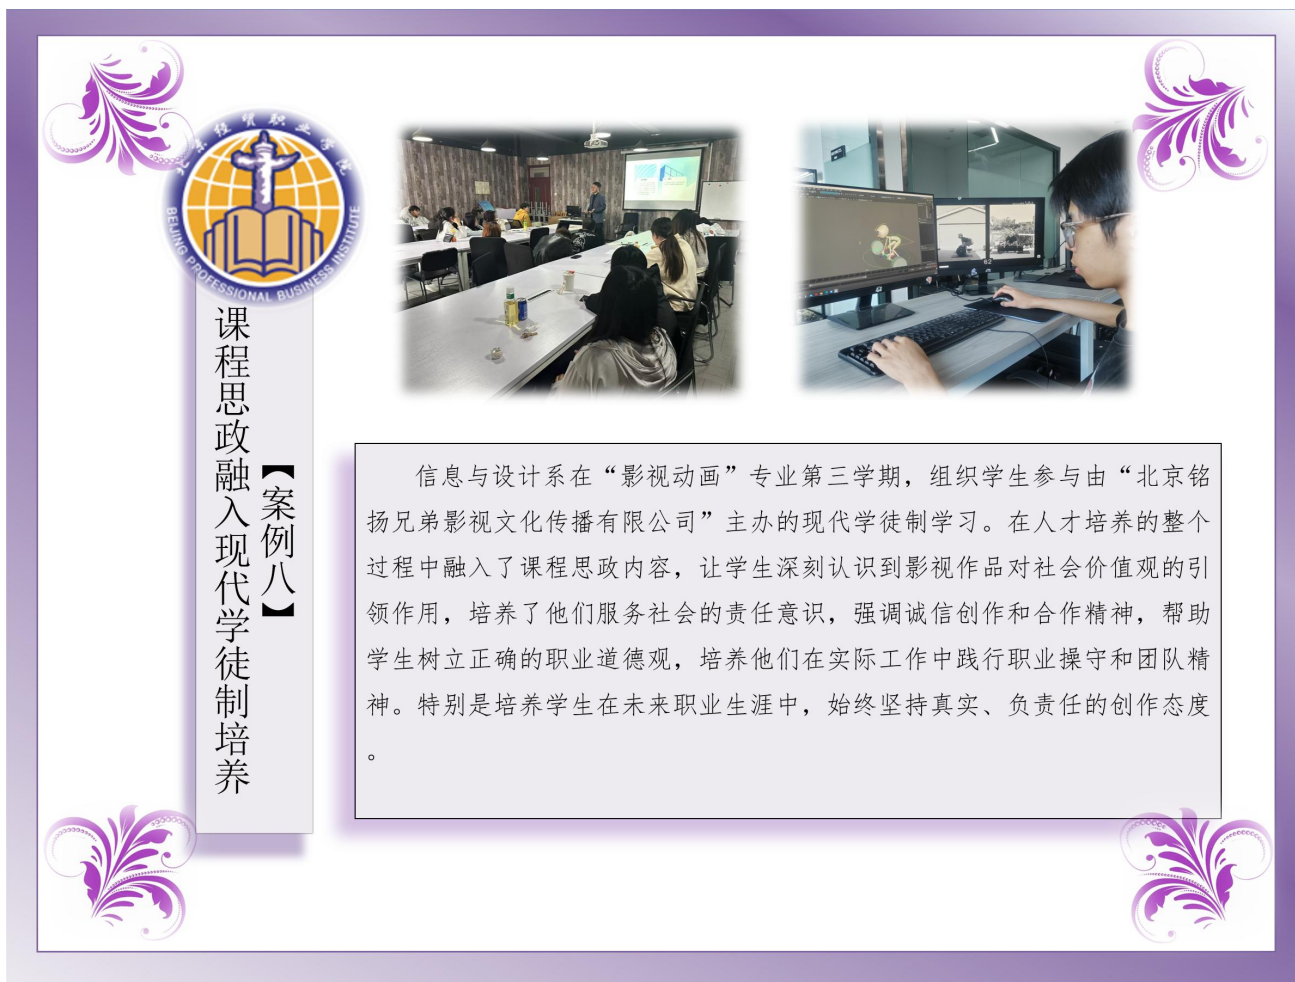 北京经贸职业学院
BEIJING PROFESSIONAL BUSINESS INSTITUTE
【案例八】
课程思政融入现代学徒制培养
信息与设计系在“影视动画”专业第三学期，组织学生参与由“北京铭
扬兄弟影视文化传播有限公司”主办的现代学徒制学习。在人才培养的整个
过程中融入了课程思政内容，让学生深刻认识到影视作品对社会价值观的引
领作用，培养了他们服务社会的责任意识，强调诚信创作和合作精神，帮助
学生树立正确的职业道德观，培养他们在实际工作中践行职业操守和团队精
神。特别是培养学生在未来职业生涯中，始终坚持真实、负责任的创作态度
。